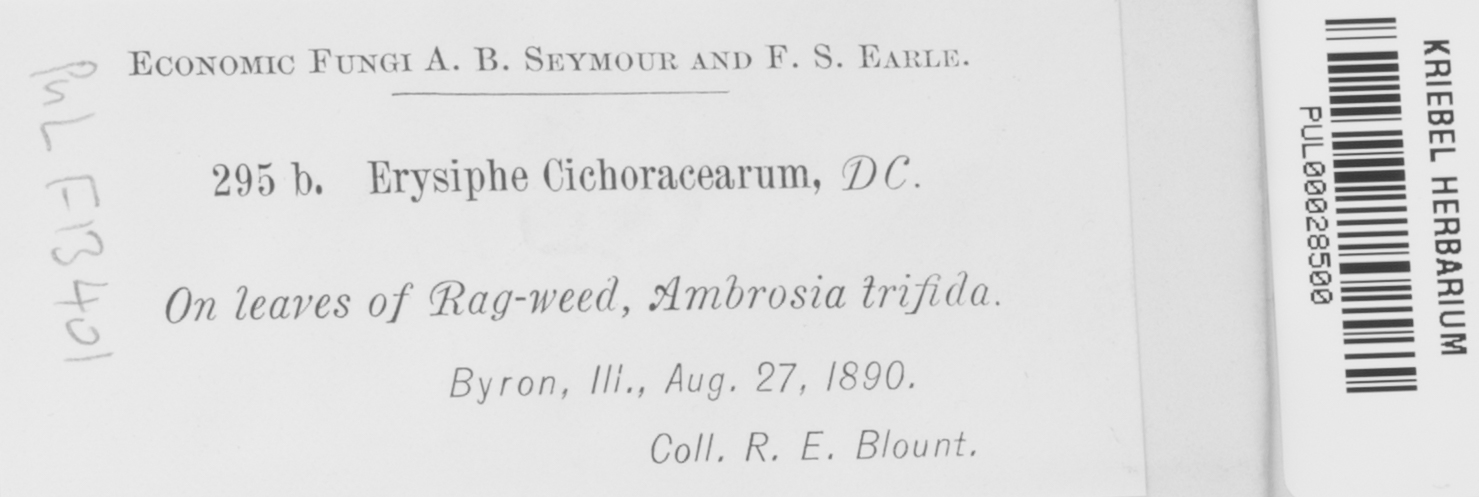 ECONOMIC FUNGI A. B. SEYMOUR AND F. S. EARLE.
295 b. Erysiphe Cichoracearum, DC.
On leaves of Rag-weed, Ambrosia trifida.
Byron, Ill., Aug. 27, 1890.
Coll. R. E. Blount.
PuL F13401
KRIEBEL HERBARIUM
PUL00028500